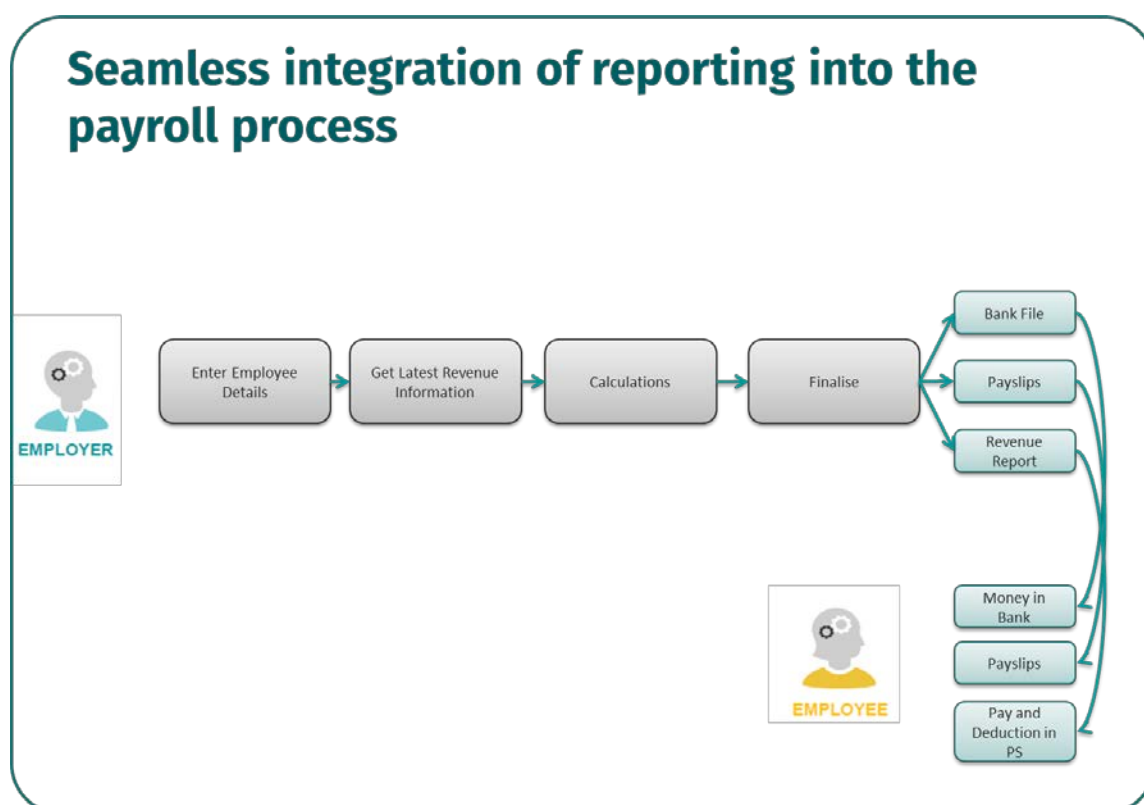 Seamless integration of reporting into the
payroll process
EMPLOYER
Enter Employee
Details
Get Latest Revenue
Information
Calculations
Finalise
Bank File
Payslips
Revenue
Report
EMPLOYEE
Money in
Bank
Payslips
Pay and
Deduction in
PS